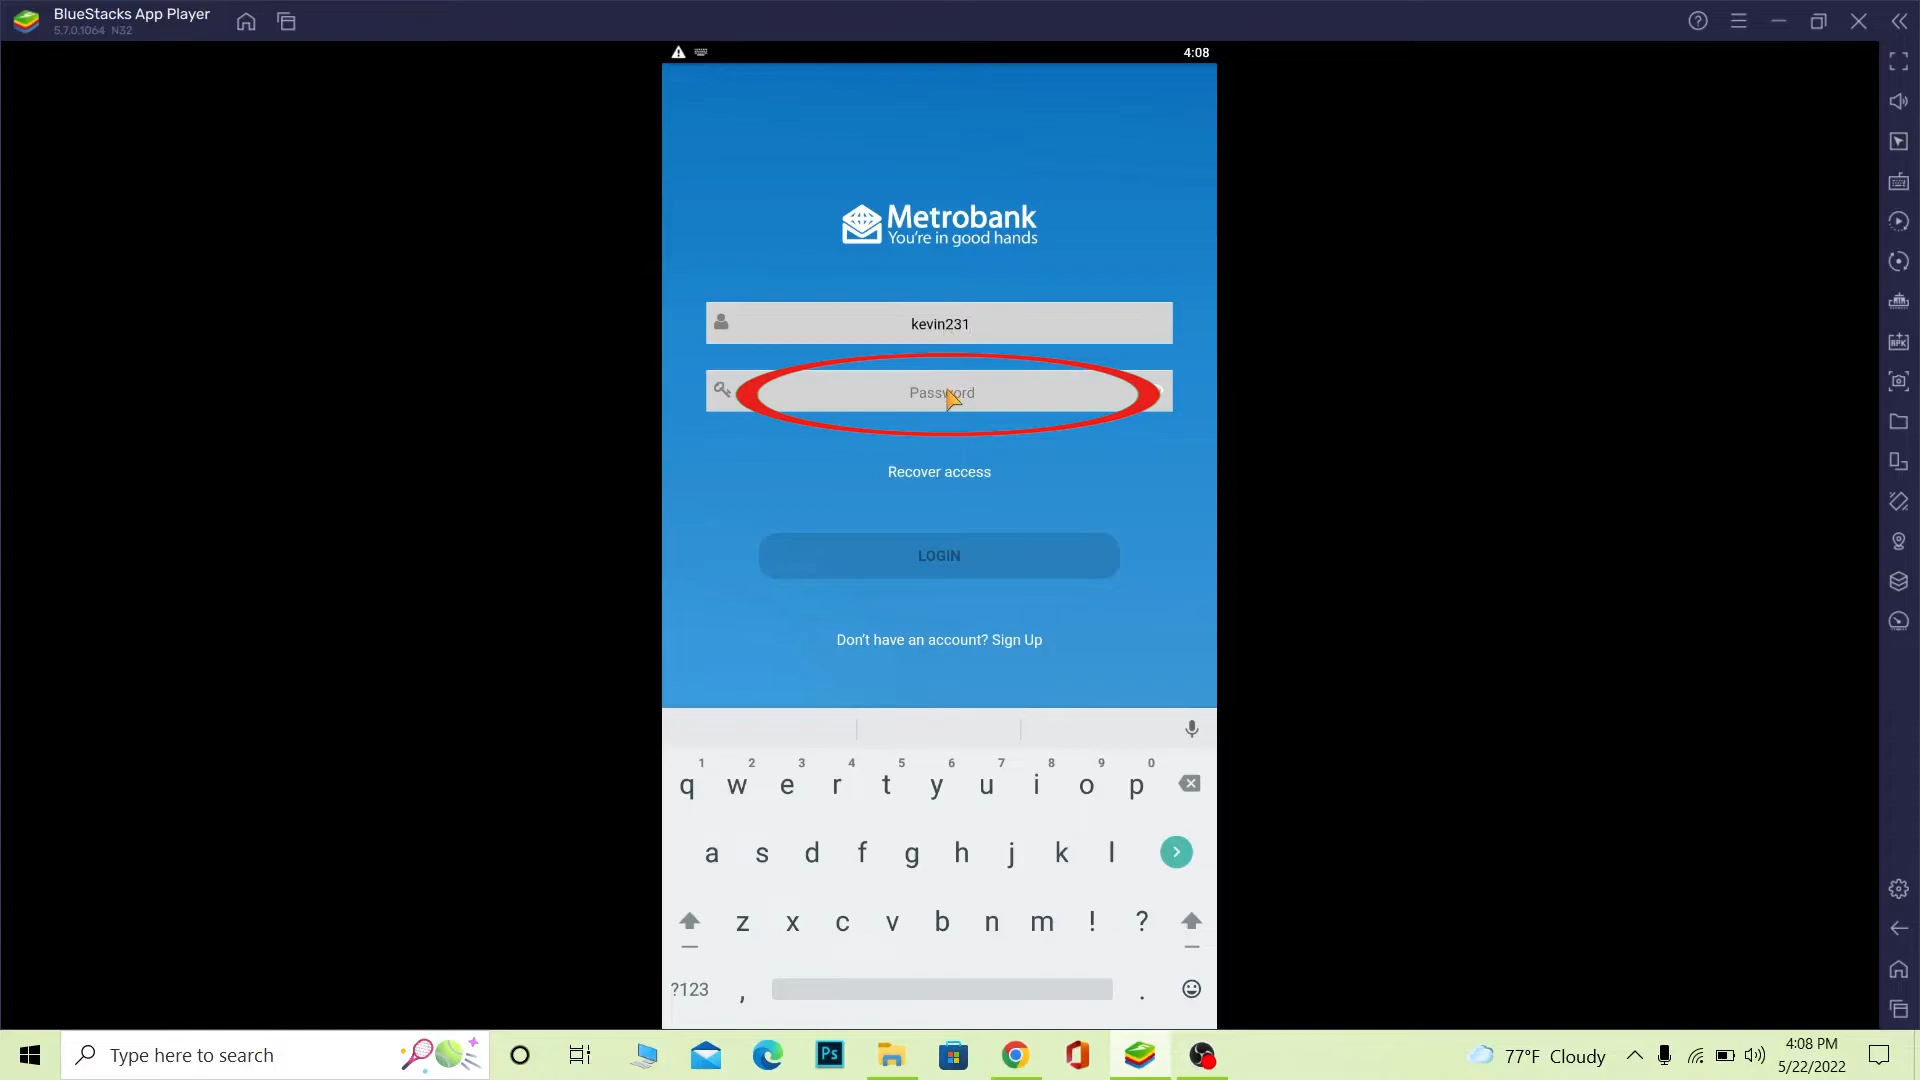 BlueStacks App Player
5.7.0.1064 N32
4:08
Metrobank
You're in good hands
kevin231
Password
Recover access
LOGIN
Don't have an account? Sign Up
1 2 3 4 5 6 7 8 9 0
q w e r t y u i o p
a s d f g h j k l
z x c v b n m ! ?
?123 , .
Type here to search
Ps
77°F Cloudy
4:08 PM
5/22/2022